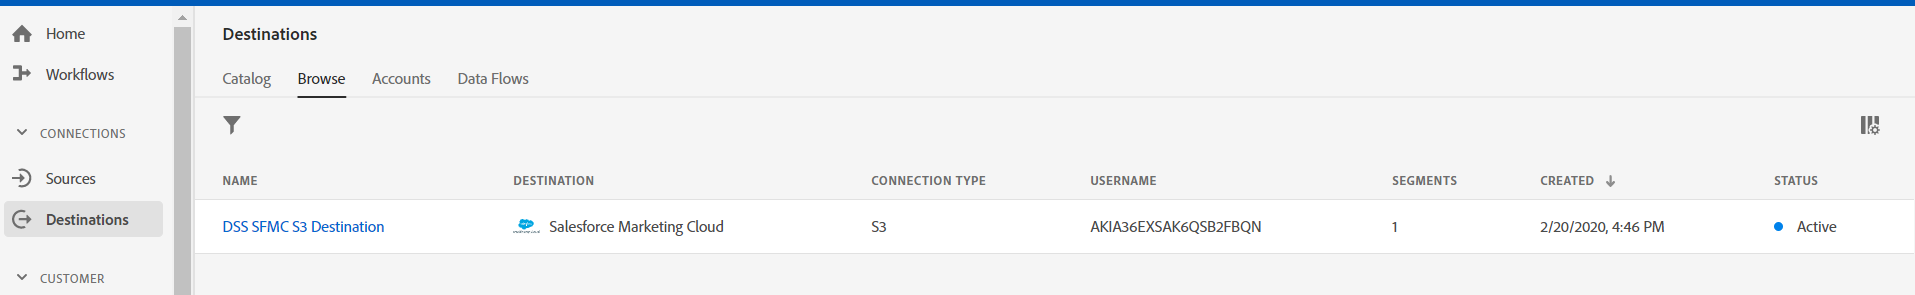 Home
Workflows
CONNECTIONS
Sources
Destinations
CUSTOMER
Destinations
Catalog Browse Accounts Data Flows
NAME DESTINATION CONNECTION TYPE USERNAME SEGMENTS CREATED STATUS
DSS SFMC S3 Destination Salesforce Marketing Cloud S3 AKIA36EXSAK6QSB2FBQN 1 2/20/2020, 4:46 PM Active